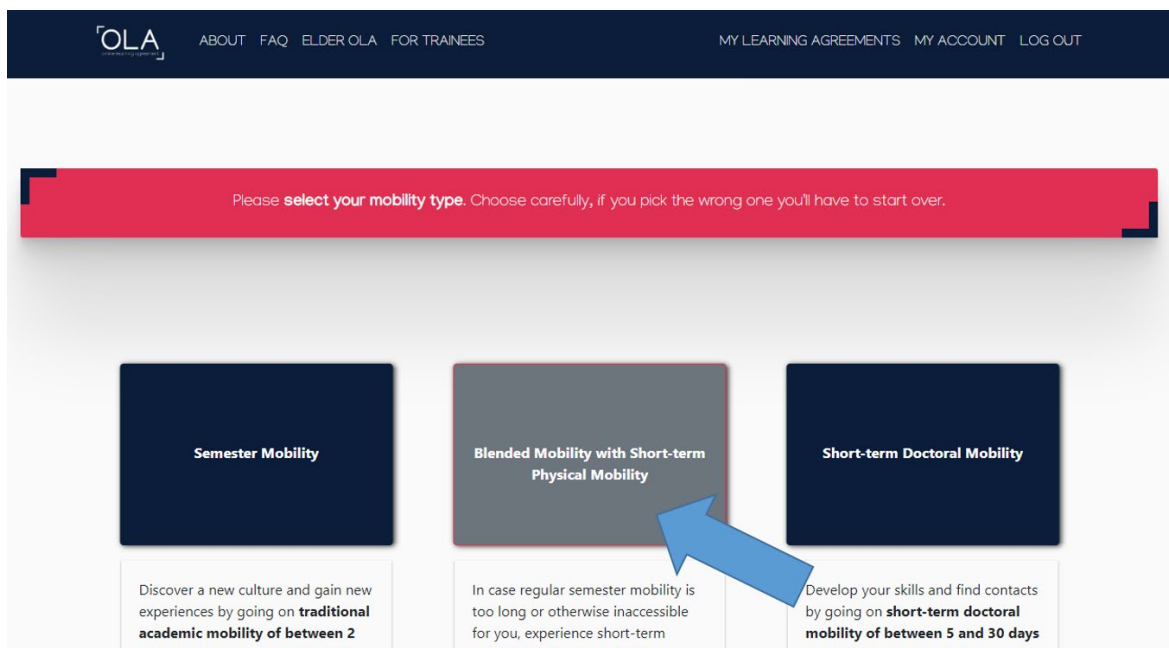 OLA
ABOUT FAQ ELDER OLA FOR TRAINEES MY LEARNING AGREEMENTS MY ACCOUNT LOG OUT
Please select your mobility type. Choose carefully, if you pick the wrong one you'll have to start over.
Semester Mobility
Blended Mobility with Short-term
Physical Mobility
Short-term Doctoral Mobility
Discover a new culture and gain new
experiences by going on traditional
academic mobility of between 2
In case regular semester mobility is
too long or otherwise inaccessible
for you, experience short-term
Develop your skills and find contacts
by going on short-term doctoral
mobility of between 5 and 30 days